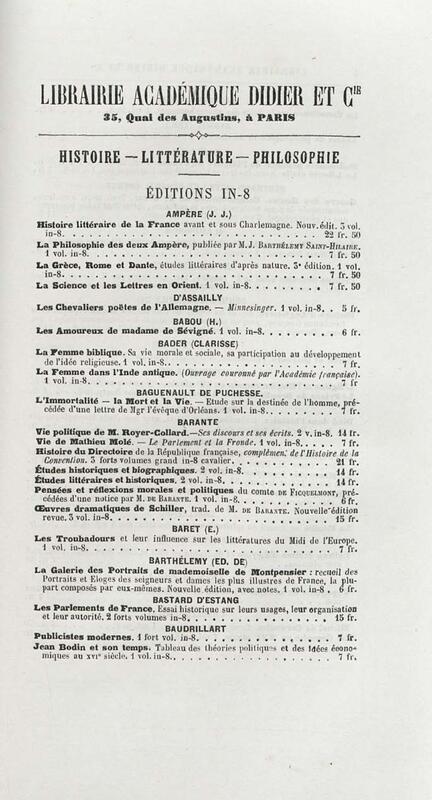 LIBRAIRIE ACADÉMIQUE DIDIER ET Cie
35, Quai des Augustins, à PARIS
HISTOIRE — LITTÉRATURE — PHILOSOPHIE
ÉDITIONS IN-8
AMPÈRE (J. J.)
Histoire littéraire de la France avant et sous Charlemagne. Nouv. édit. 3 vol.
in-8. . . . . . . . . . . . . . . . . . . . . 22 fr. 50
La Philosophie des deux Ampère, publiée par M. J. BARTHÉLEMY SAINT-HILAIRE.
1 vol. in-8. . . . . . . . . . . . . . . . . . 7 fr. 50
La Grèce, Rome et Dante, études littéraires d'après nature. 3e édition. 1 vol.
in-8. . . . . . . . . . . . . . . . . . . . . 7 fr. 50
La Science et les Lettres en Orient. 1 vol. in-8. . . . . . . . 7 fr. 50
D'ASSAILLY
Les Chevaliers poëtes de l'Allemagne. — Minnesinger. 1 vol. in-8. . 5 fr.
BABOU (H.)
Les Amoureux de madame de Sévigné. 1 vol. in-8. . . . . . . . 6 fr.
BADER (CLARISSE)
La Femme biblique. Sa vie morale et sociale, sa participation au développement
de l'idée religieuse. 1 vol. in-8. . . . . . . . . . . . 7 fr.
La Femme dans l'Inde antique. (Ouvrage couronné par l'Académie française).
1 vol. in-8. . . . . . . . . . . . . . . . . . 7 fr
BAGUENAULT DE PUCHESSE.
L'Immortalité — la Mort et la Vie. — Etude sur la destinée de l'homme, pré-
cédée d'une lettre de Mgr l'évêque d'Orléans. 1 vol. in-8. . . . . . 7 fr.
BARANTE
Vie politique de M. Royer-Collard. — Ses discours et ses écrits. 2 v. in-8. 14 fr.
Vie de Mathieu Molé. — Le Parlement et la Fronde. 1 vol. in-8. . . . . 7 fr.
Histoire du Directoire de la République française, complément de l'Histoire de la
Convention. 3 forts volumes grand in-8 cavalier. . . . . . . . 21 fr.
Études historiques et biographiques. 2 vol. in-8. . . . . . . . 14 fr.
Études littéraires et historiques. 2 vol. in-8. . . . . . . . . 14 fr.
Pensées et réflexions morales et politiques du comte de FICQUELMONT, pré-
cédées d'une notice par M. DE BARANTE. 1 vol. in-8. . . . . . . . 6 fr.
Œuvres dramatiques de Schiller, trad. de M. DE BARANTE. Nouvelle édition
revue. 3 vol. in-8. . . . . . . . . . . . . . . . 15 fr.
BARET (E.)
Les Troubadours et leur influence sur les littératures du Midi de l'Europe.
1 vol. in-8. . . . . . . . . . . . . . . . . . 7 fr.
BARTHÉLEMY (ED. DE)
La Galerie des Portraits de mademoiselle de Montpensier : recueil des
Portraits et Eloges des seigneurs et dames les plus illustres de France, la plu-
part composés par eux-mêmes. Nouvelle édition, avec notes. 1 vol. in-8 . 6 fr.
BASTARD D'ESTANG
Les Parlements de France. Essai historique sur leurs usages, leur organisation
et leur autorité. 2 forts volumes in-8. . . . . . . . . . . 15 fr.
BAUDRILLART
Publicistes modernes. 1 fort vol. in-8. . . . . . . . . . . 7 fr.
Jean Bodin et son temps. Tableau des théories politiques et des idées écono-
miques au XVIe siècle. 1 vol. in-8. . . . . . . . . . . . 7 fr.